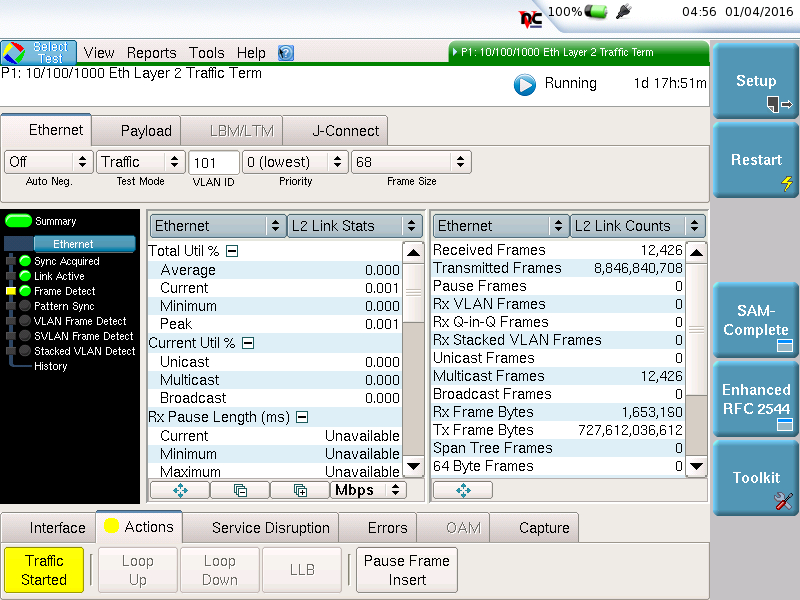 100% 04:56 01/04/2016
Select Test View Reports Tools Help P1: 10/100/1000 Eth Layer 2 Traffic Term
P1: 10/100/1000 Eth Layer 2 Traffic Term
Running 1d 17h:51m
Setup
Restart
SAM-
Complete
Enhanced
RFC 2544
Toolkit
Ethernet Payload LBM/LTM J-Connect
Off Traffic 101 0 (lowest) 68
Auto Neg. Test Mode VLAN ID Priority Frame Size
Summary
Ethernet
Sync Acquired
Link Active
Frame Detect
Pattern Sync
VLAN Frame Detect
SVLAN Frame Detect
Stacked VLAN Detect
History
Ethernet L2 Link Stats
Total Util %
Average 0.000
Current 0.001
Minimum 0.000
Peak 0.001
Current Util %
Unicast 0.000
Multicast 0.000
Broadcast 0.000
Rx Pause Length (ms)
Current Unavailable
Minimum Unavailable
Maximum Unavailable
Mbps
Ethernet L2 Link Counts
Received Frames 12,426
Transmitted Frames 8,846,840,708
Pause Frames 0
Rx VLAN Frames 0
Rx Q-in-Q Frames 0
Rx Stacked VLAN Frames 0
Unicast Frames 0
Multicast Frames 12,426
Broadcast Frames 0
Rx Frame Bytes 1,653,190
Tx Frame Bytes 727,612,036,612
Span Tree Frames 0
64 Byte Frames 0
Interface Actions Service Disruption Errors OAM Capture
Traffic
Started
Loop
Up
Loop
Down
LLB
Pause Frame
Insert